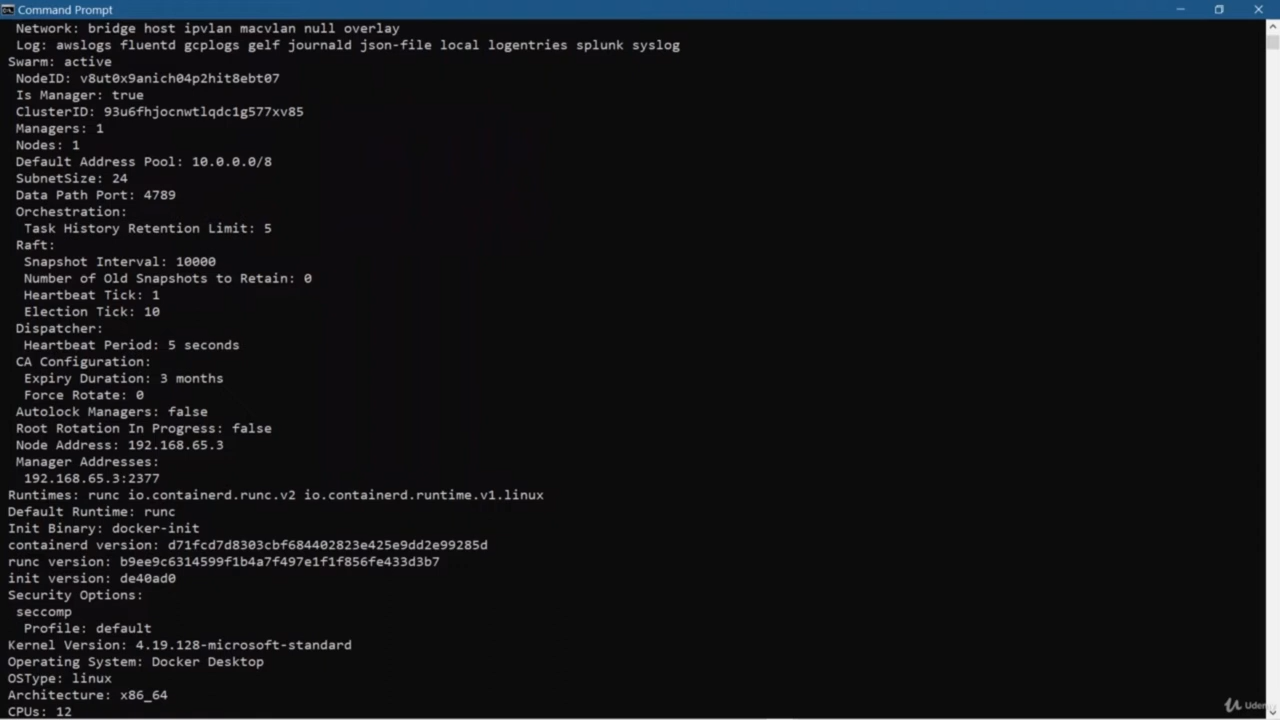 Command Prompt
Network: bridge host ipvlan macvlan null overlay
Log: awslogs fluentd gcplogs gelf journald json-file local logentries splunk syslog
Swarm: active
NodeID: v8ut0x9anich04p2hit8ebt07
Is Manager: true
ClusterID: 93u6fhjocnwtlqdc1g577xv85
Managers: 1
Nodes: 1
Default Address Pool: 10.0.0.0/8
SubnetSize: 24
Data Path Port: 4789
Orchestration:
Task History Retention Limit: 5
Raft:
Snapshot Interval: 10000
Number of Old Snapshots to Retain: 0
Heartbeat Tick: 1
Election Tick: 10
Dispatcher:
Heartbeat Period: 5 seconds
CA Configuration:
Expiry Duration: 3 months
Force Rotate: 0
Autolock Managers: false
Root Rotation In Progress: false
Node Address: 192.168.65.3
Manager Addresses:
192.168.65.3:2377
Runtimes: runc io.containerd.runc.v2 io.containerd.runtime.v1.linux
Default Runtime: runc
Init Binary: docker-init
containerd version: d71fcd7d8303cbf684402823e425e9dd2e99285d
runc version: b9ee9c6314599f1b4a7f497e1f1f856fe433d3b7
init version: de40ad0
Security Options:
seccomp
Profile: default
Kernel Version: 4.19.128-microsoft-standard
Operating System: Docker Desktop
OSType: linux
Architecture: x86_64
CPUs: 12